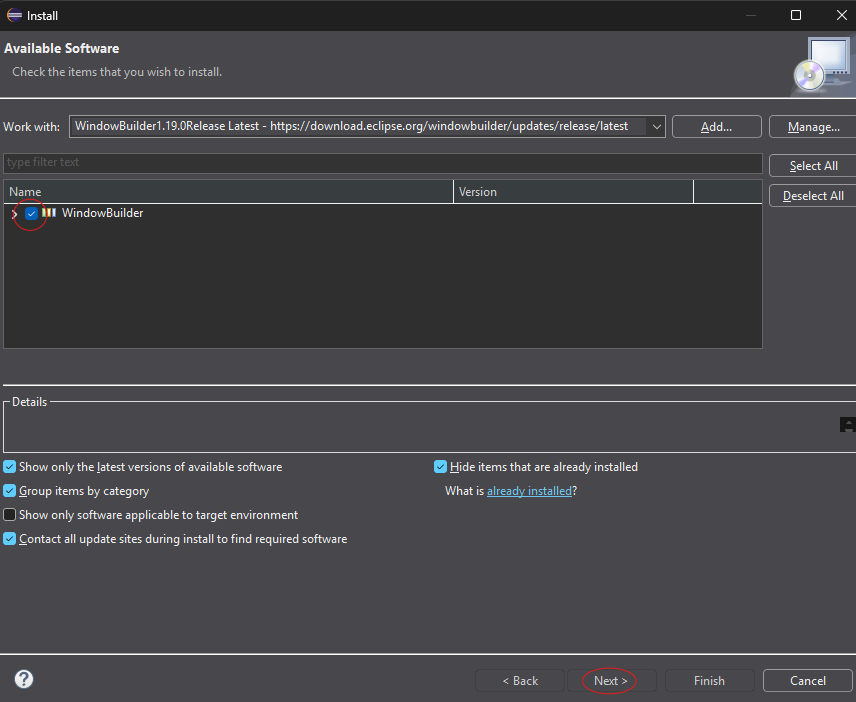 Install
Available Software
Check the items that you wish to install.
Work with: WindowBuilder1.19.0Release Latest - https://download.eclipse.org/windowbuilder/updates/release/latest Add... Manage...
type filter text
Select All
Name Version
Deselect All
WindowBuilder
Details
Show only the latest versions of available software
Hide items that are already installed
Group items by category
What is already installed?
Show only software applicable to target environment
Contact all update sites during install to find required software
? < Back Next > Finish Cancel